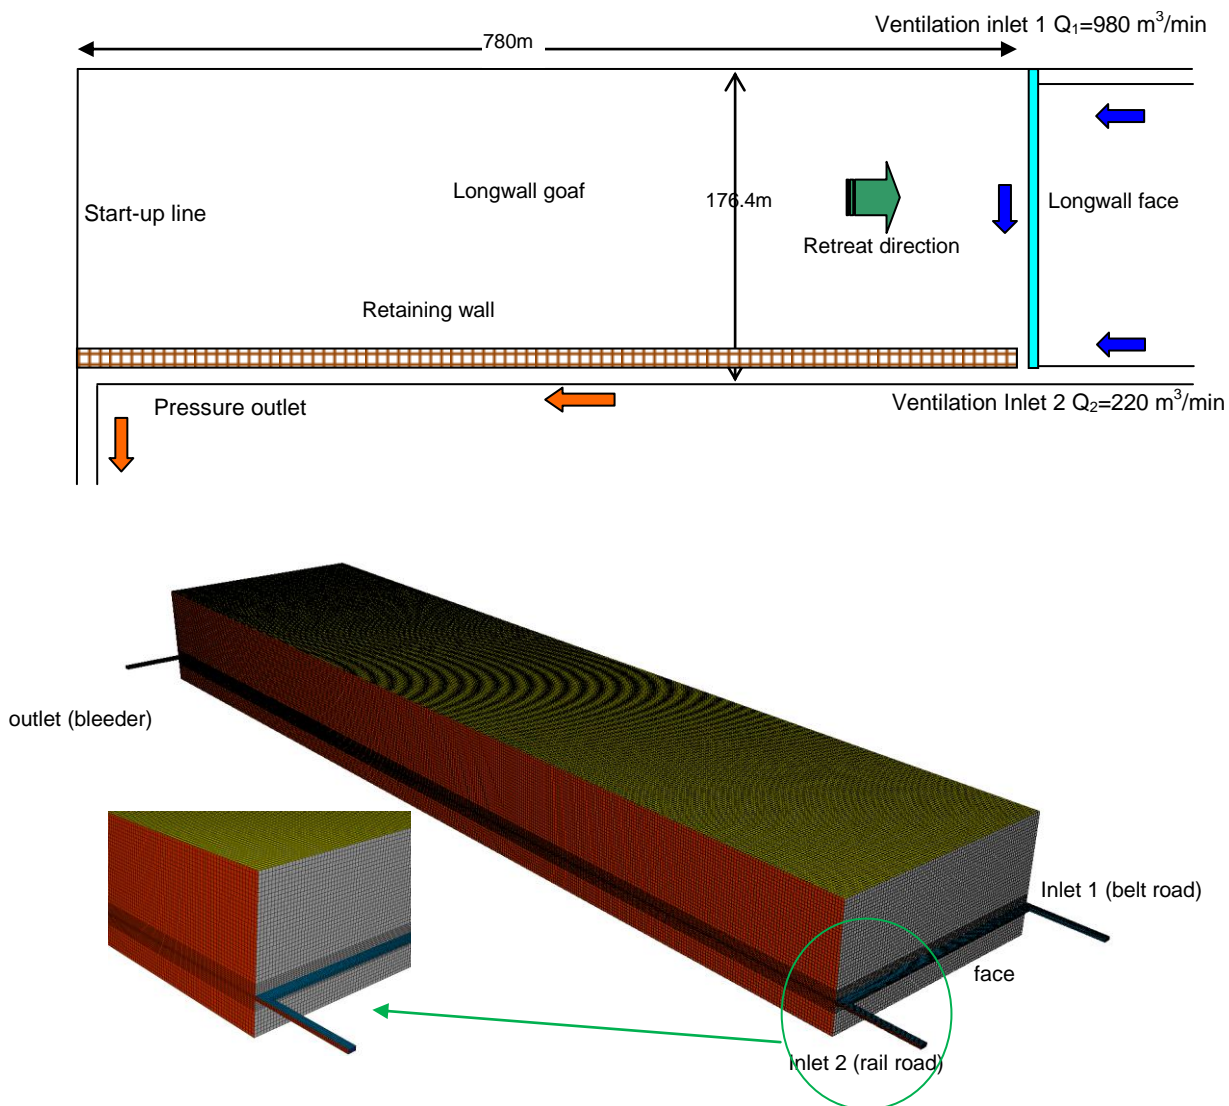 Ventilation inlet 1 Q₁=980 m³/min
780m
Longwall goaf
176.4m
Longwall face
Start-up line
Retreat direction
Retaining wall
Pressure outlet
Ventilation Inlet 2 Q₂=220 m³/min
outlet (bleeder)
Inlet 1 (belt road)
face
Inlet 2 (rail road)